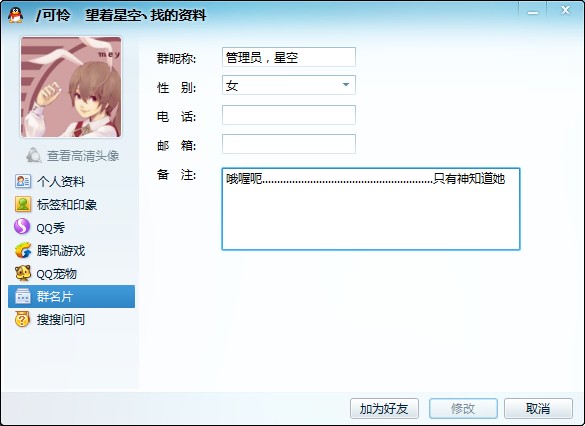 /可怜 望着星空丶找的资料
mey
查看高清头像
个人资料
标签和印象
QQ秀
腾讯游戏
QQ宠物
群名片
搜搜问问
群昵称: 管理员，星空
性 别: 女
电 话:
邮 箱:
备 注: 哦喔呃..........................................................只有神知道她
加为好友 修改 取消